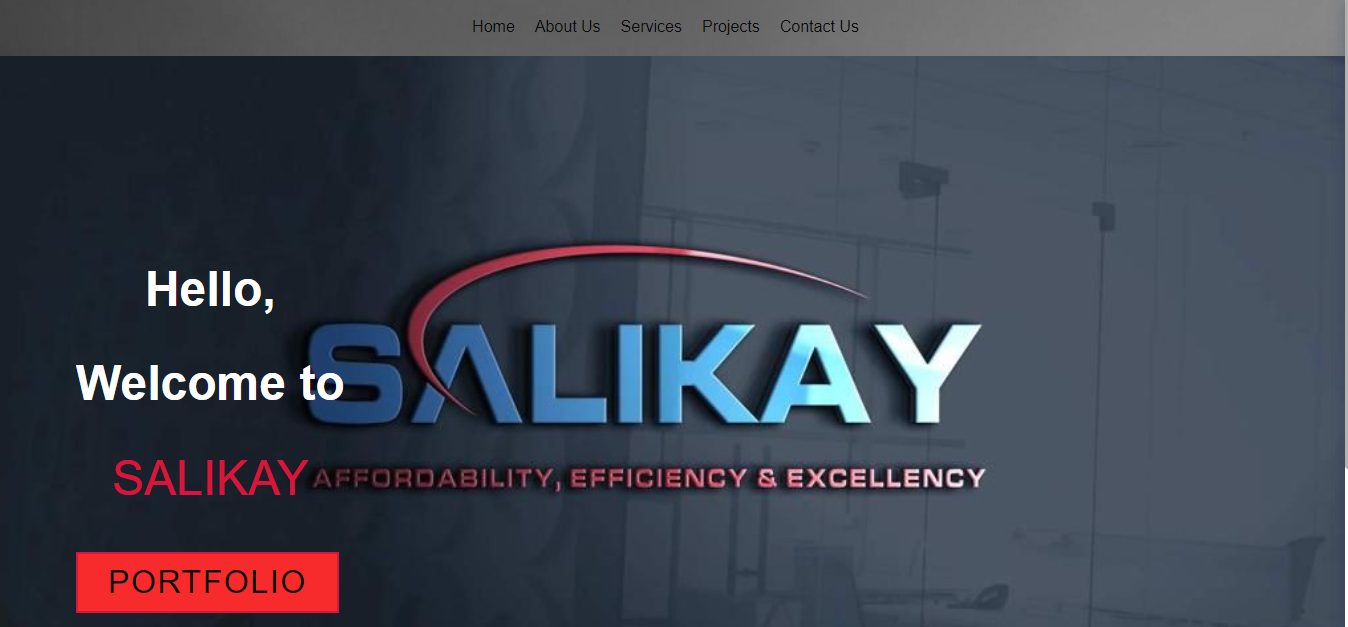 Home About Us Services Projects Contact Us
Hello,
Welcome to
SALIKAY
PORTFOLIO
SALIKAY
AFFORDABILITY, EFFICIENCY & EXCELLENCY